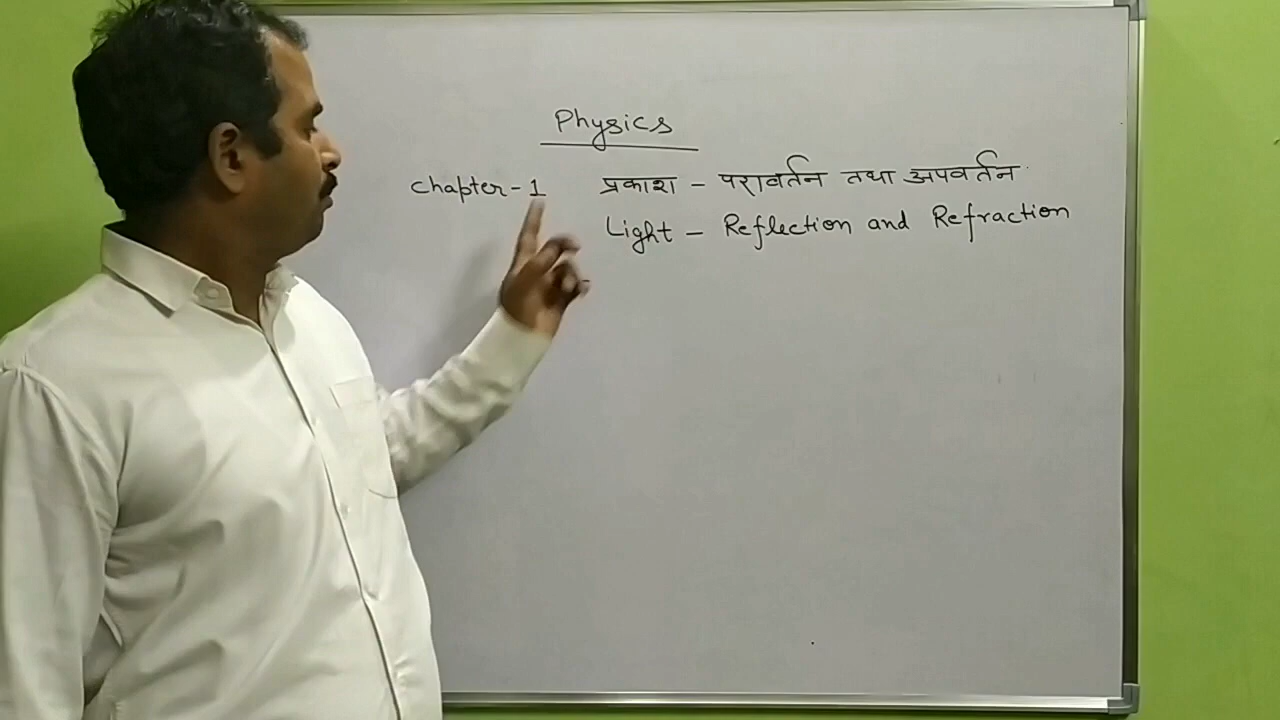 Physics
Chapter-1 प्रकाश – परावर्तन तथा अपवर्तन
Light – Reflection and Refraction